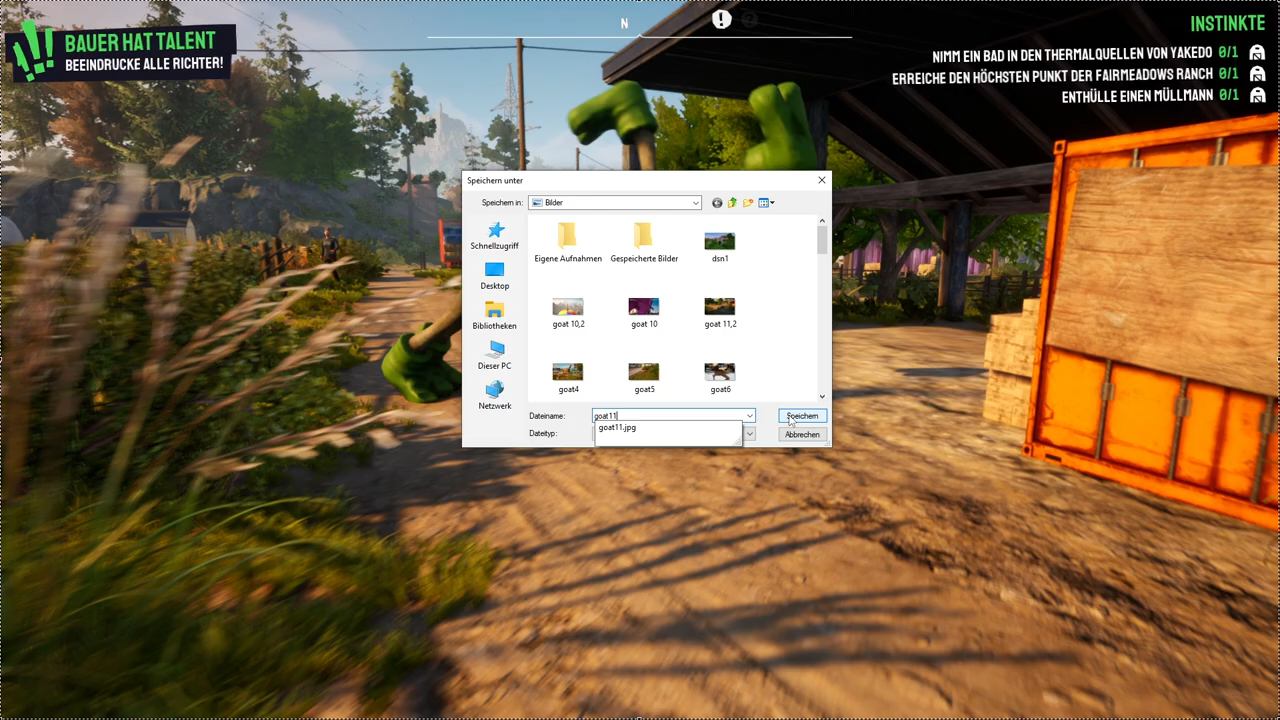 BAUER HAT TALENT
BEEINDRUCKE ALLE RICHTER!
N
INSTINKTE
NIMM EIN BAD IN DEN THERMALQUELLEN VON YAKEDO 0/1
ERREICHE DEN HÖCHSTEN PUNKT DER FAIRMEADOWS RANCH 0/1
ENTHÜLLE EINEN MÜLLMANN 0/1
Speichern unter
Speichern in:
Bilder
Schnellzugriff
Desktop
Bibliotheken
Dieser PC
Netzwerk
Eigene Aufnahmen
Gespeicherte Bilder
dsn1
goat 10,2
goat 10
goat 11,2
goat4
goat5
goat6
Dateiname:
goat11
Speichern
goat11.jpg
Dateityp:
Abbrechen